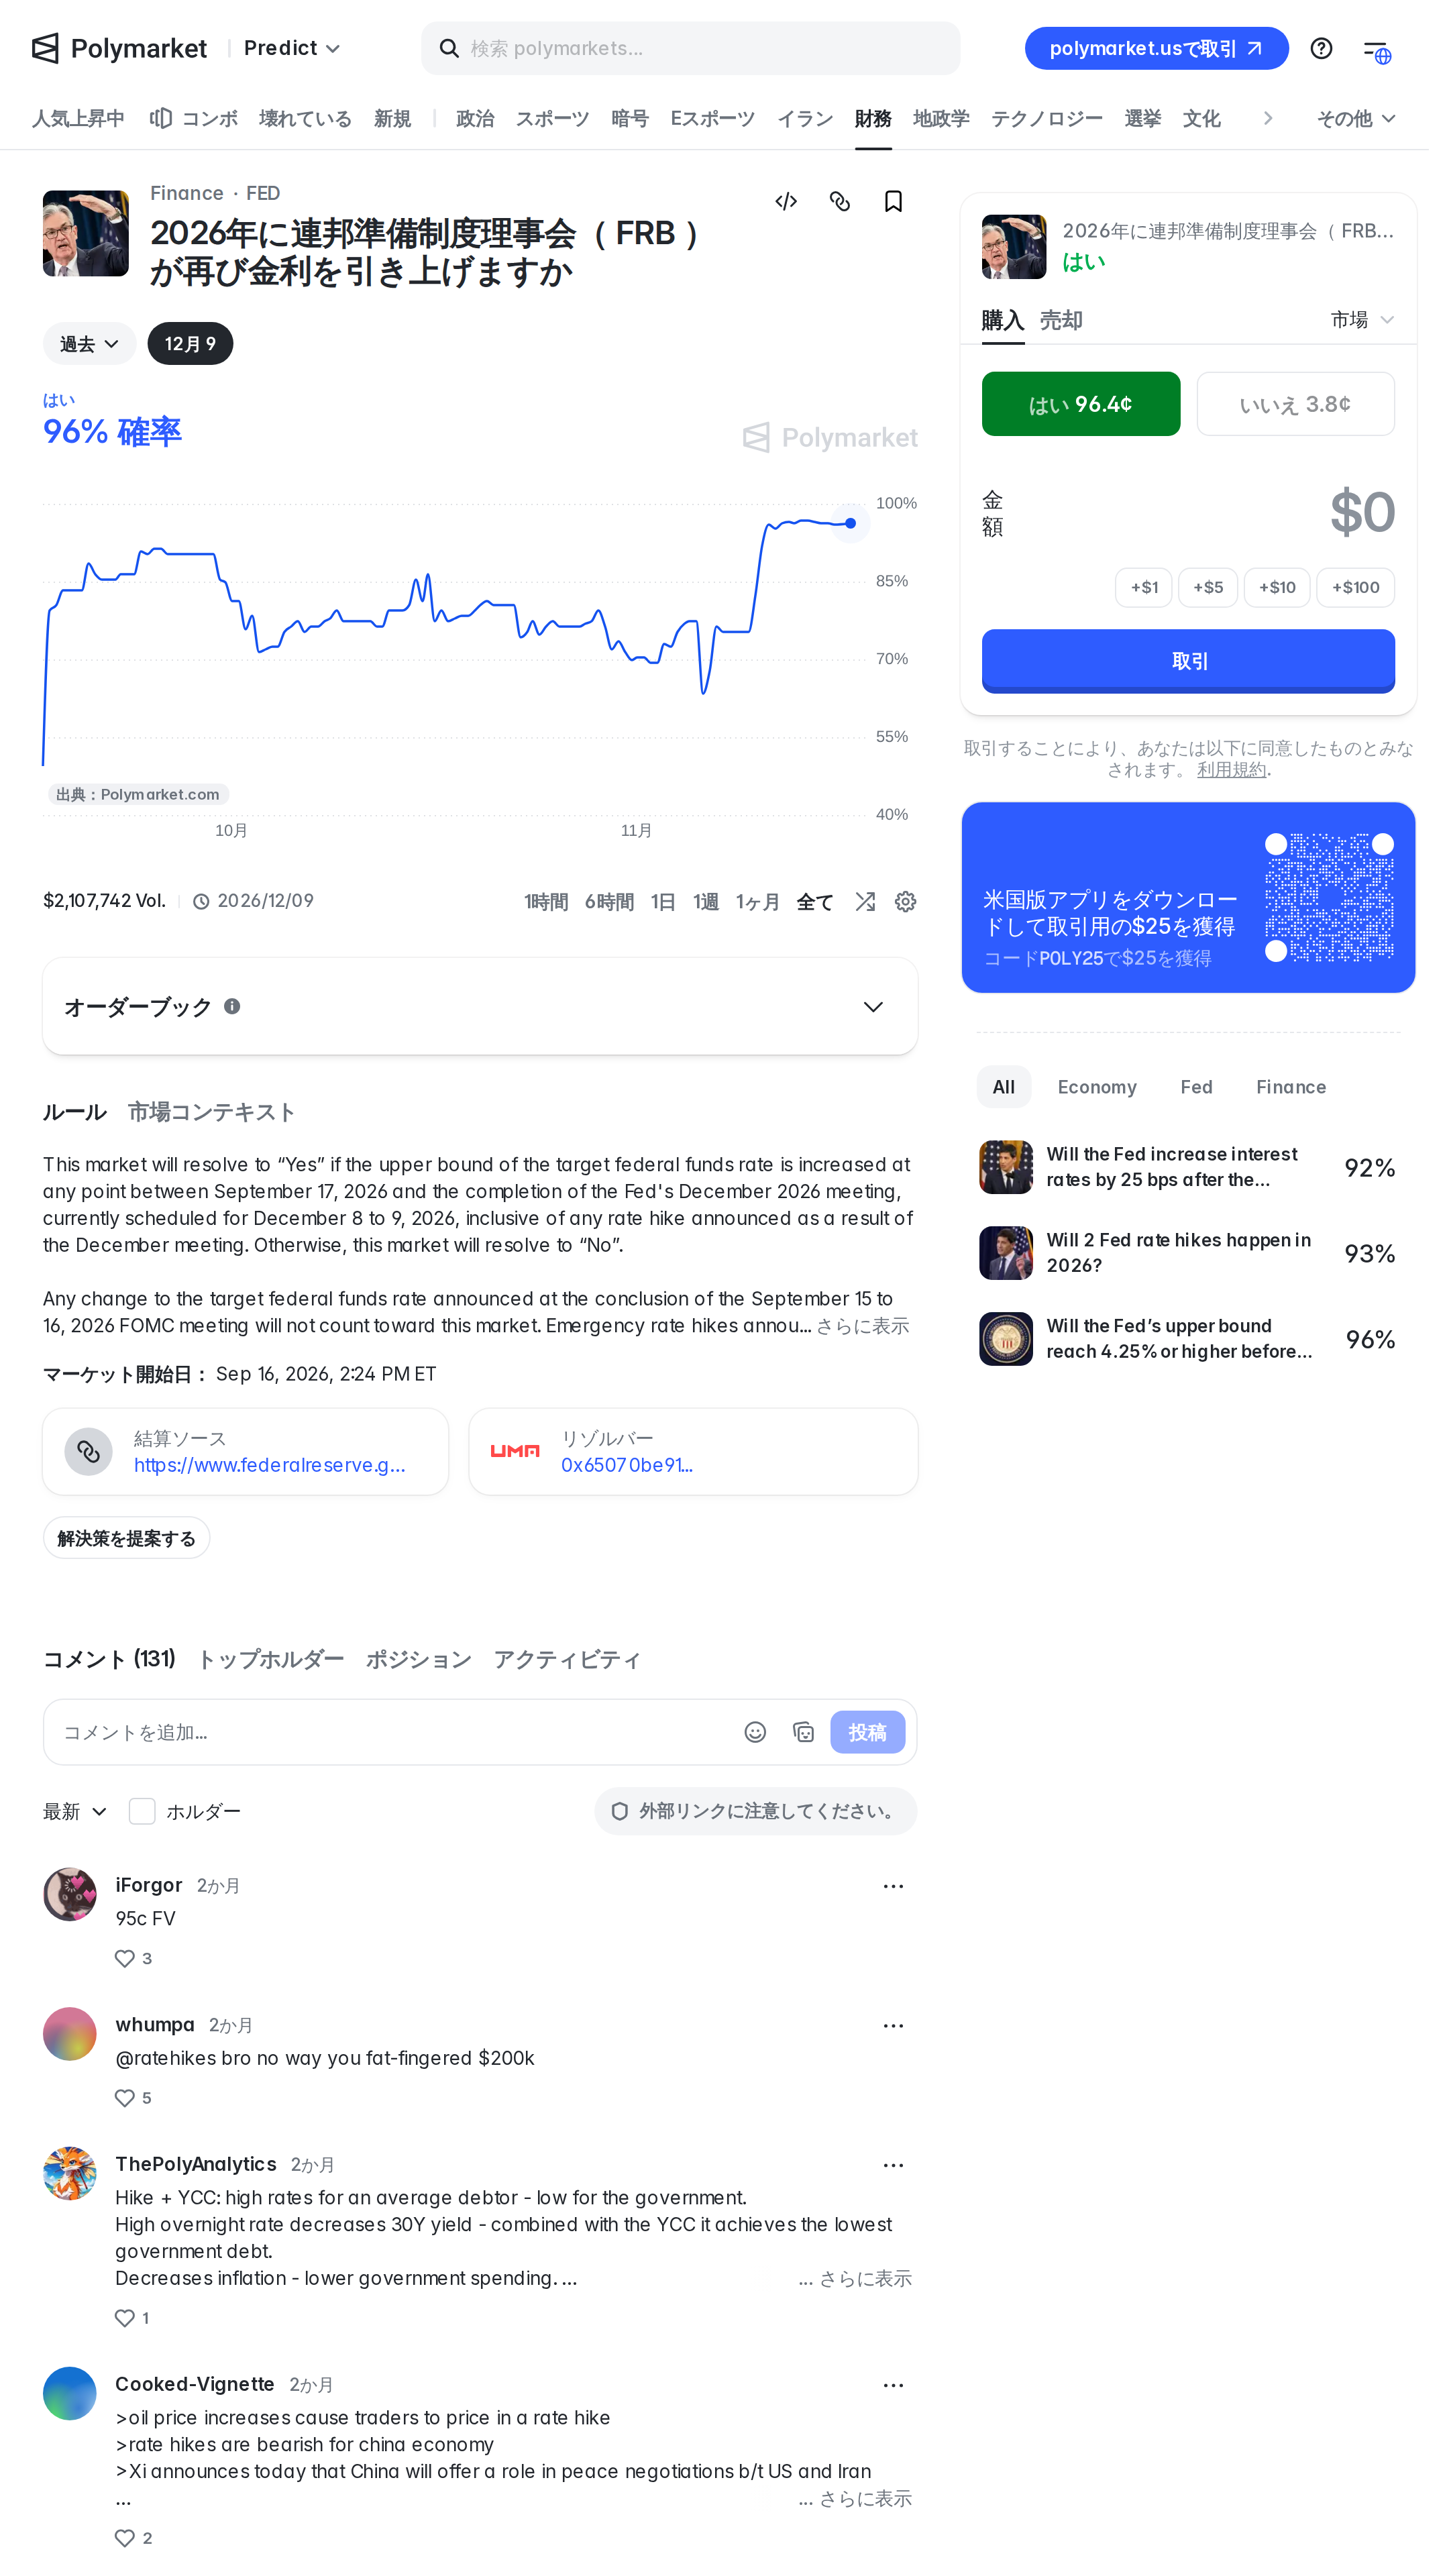 Polymarket
Predict
検索 polymarkets...
polymarket.usで取引
人気上昇中
コンボ
壊れている
新規
政治
スポーツ
暗号
Eスポーツ
イラン
財務
地政学
テクノロジー
選挙
文化
その他
Finance · FED
2026年に連邦準備制度理事会（ FRB ）
が再び金利を引き上げますか
過去
12月 9
はい
96% 確率
Polymarket
100%
85%
70%
55%
40%
出典：Polymarket.com
10月
11月
$2,107,742 Vol.
2026/12/09
1時間
6時間
1日
1週
1ヶ月
全て
オーダーブック
ルール
市場コンテキスト
This market will resolve to “Yes” if the upper bound of the target federal funds rate is increased at
any point between September 17, 2026 and the completion of the Fed's December 2026 meeting,
currently scheduled for December 8 to 9, 2026, inclusive of any rate hike announced as a result of
the December meeting. Otherwise, this market will resolve to “No”.
Any change to the target federal funds rate announced at the conclusion of the September 15 to
16, 2026 FOMC meeting will not count toward this market. Emergency rate hikes annou... さらに表示
マーケット開始日： Sep 16, 2026, 2:24 PM ET
結算ソース
https://www.federalreserve.g...
UMA
リゾルバー
0x65070be91...
解決策を提案する
コメント (131)
トップホルダー
ポジション
アクティビティ
コメントを追加...
投稿
最新
ホルダー
外部リンクに注意してください。
iForgor 2か月
95c FV
3
whumpa 2か月
@ratehikes bro no way you fat-fingered $200k
5
ThePolyAnalytics 2か月
Hike + YCC: high rates for an average debtor - low for the government.
High overnight rate decreases 30Y yield - combined with the YCC it achieves the lowest
government debt.
Decreases inflation - lower government spending. ...
... さらに表示
1
Cooked-Vignette 2か月
>oil price increases cause traders to price in a rate hike
>rate hikes are bearish for china economy
>Xi announces today that China will offer a role in peace negotiations b/t US and Iran
...
... さらに表示
2
2026年に連邦準備制度理事会（ FRB...
はい
購入
売却
市場
はい 96.4¢
いいえ 3.8¢
金
額
$0
+$1
+$5
+$10
+$100
取引
取引することにより、あなたは以下に同意したものとみな
されます。 利用規約.
米国版アプリをダウンロー
ドして取引用の$25を獲得
コードPOLY25で$25を獲得
All
Economy
Fed
Finance
Will the Fed increase interest
rates by 25 bps after the...
92%
Will 2 Fed rate hikes happen in
2026?
93%
Will the Fed’s upper bound
reach 4.25% or higher before...
96%